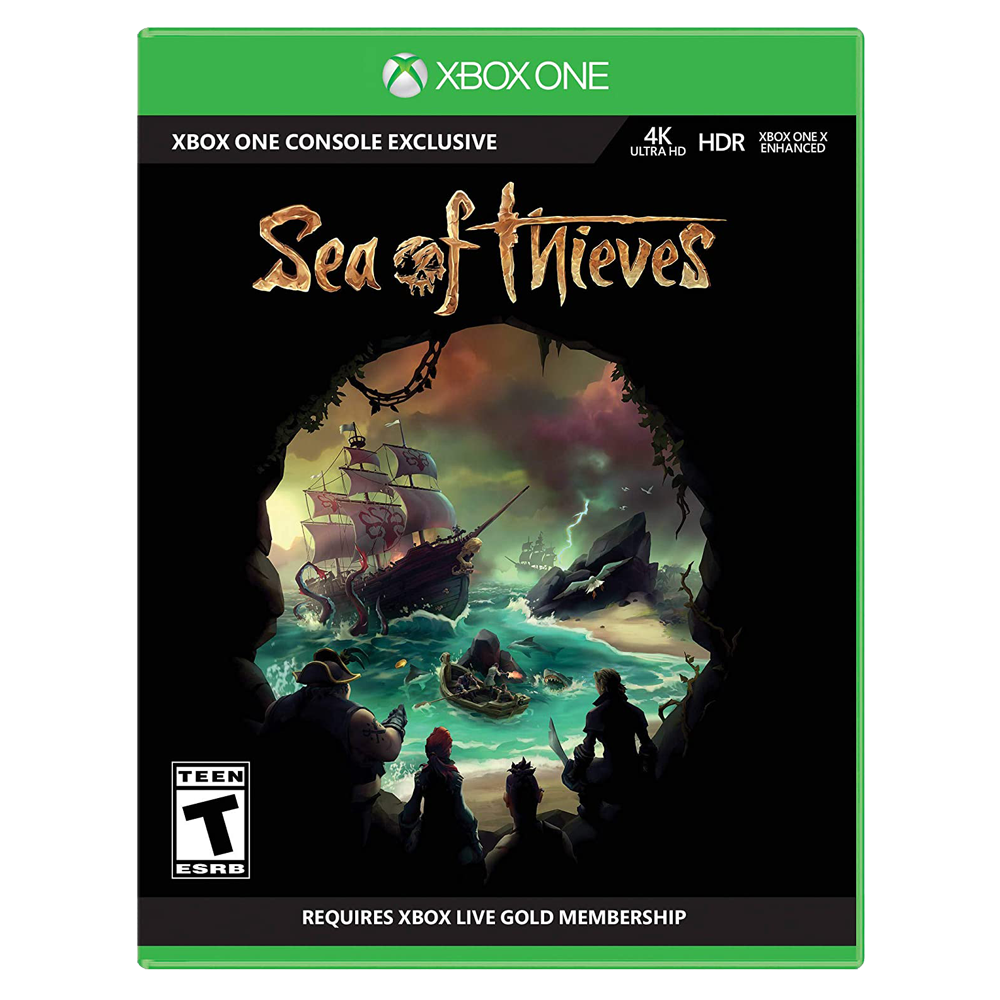 XBOX ONE
XBOX ONE CONSOLE EXCLUSIVE
4K
ULTRA HD
HDR
XBOX ONE X
ENHANCED
Sea of Thieves
TEEN
T
ESRB
REQUIRES XBOX LIVE GOLD MEMBERSHIP